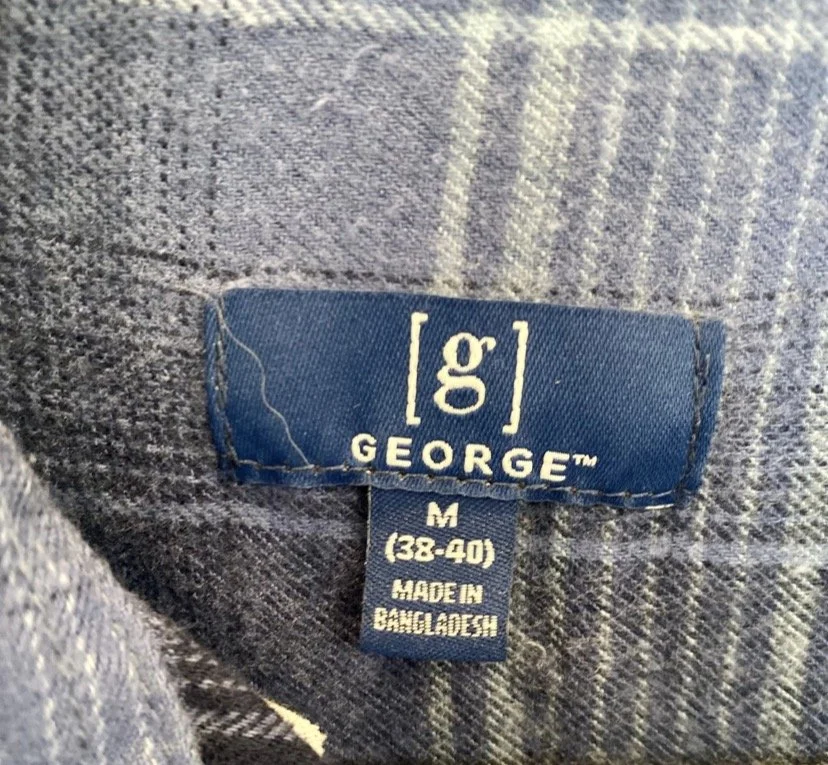 [g]
GEORGE™
M
(38-40)
MADE IN
BANGLADESH